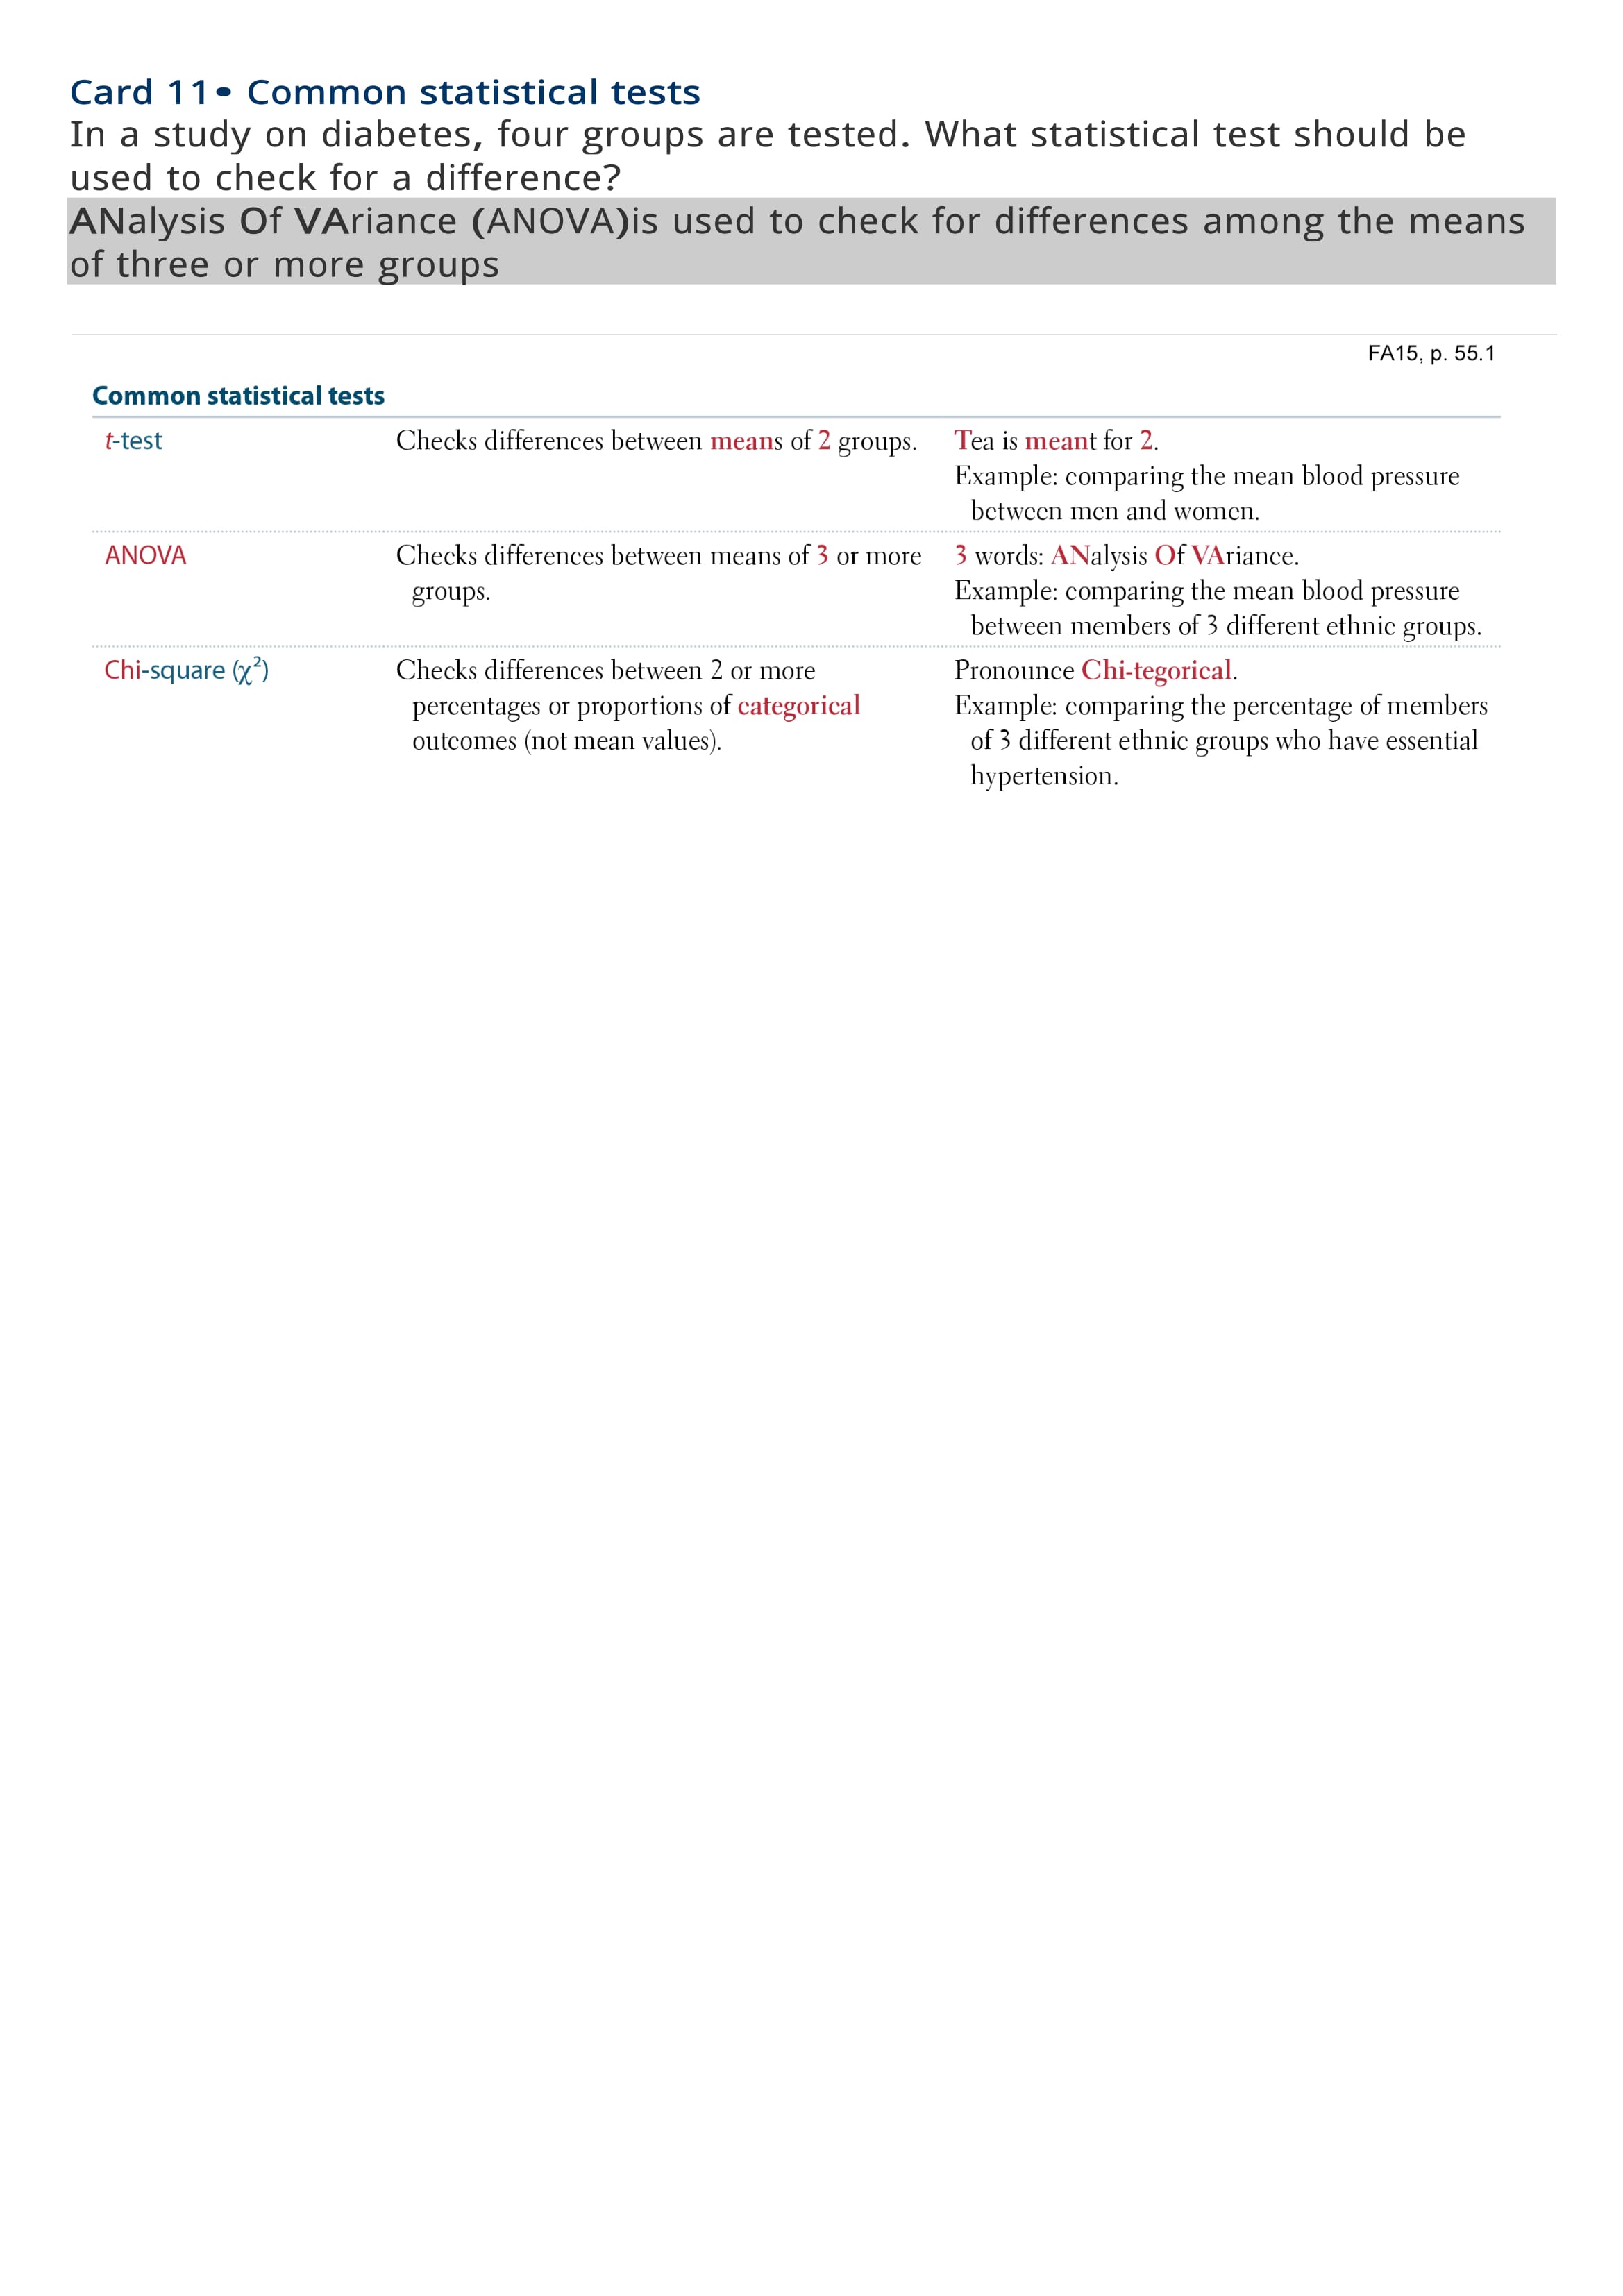 Card 11• Common statistical tests
In a study on diabetes, four groups are tested. What statistical test should be
used to check for a difference?
ANalysis Of VAriance (ANOVA)is used to check for differences among the means
of three or more groups
FA15, p. 55.1
Common statistical tests
t-test
Checks differences between means of 2 groups.
Tea is meant for 2.
Example: comparing the mean blood pressure
between men and women.
ANOVA
Checks differences between means of 3 or more
groups.
3 words: ANalysis Of VAriance.
Example: comparing the mean blood pressure
between members of 3 different ethnic groups.
Chi-square (χ²)
Checks differences between 2 or more
percentages or proportions of categorical
outcomes (not mean values).
Pronounce Chi-tegorical.
Example: comparing the percentage of members
of 3 different ethnic groups who have essential
hypertension.